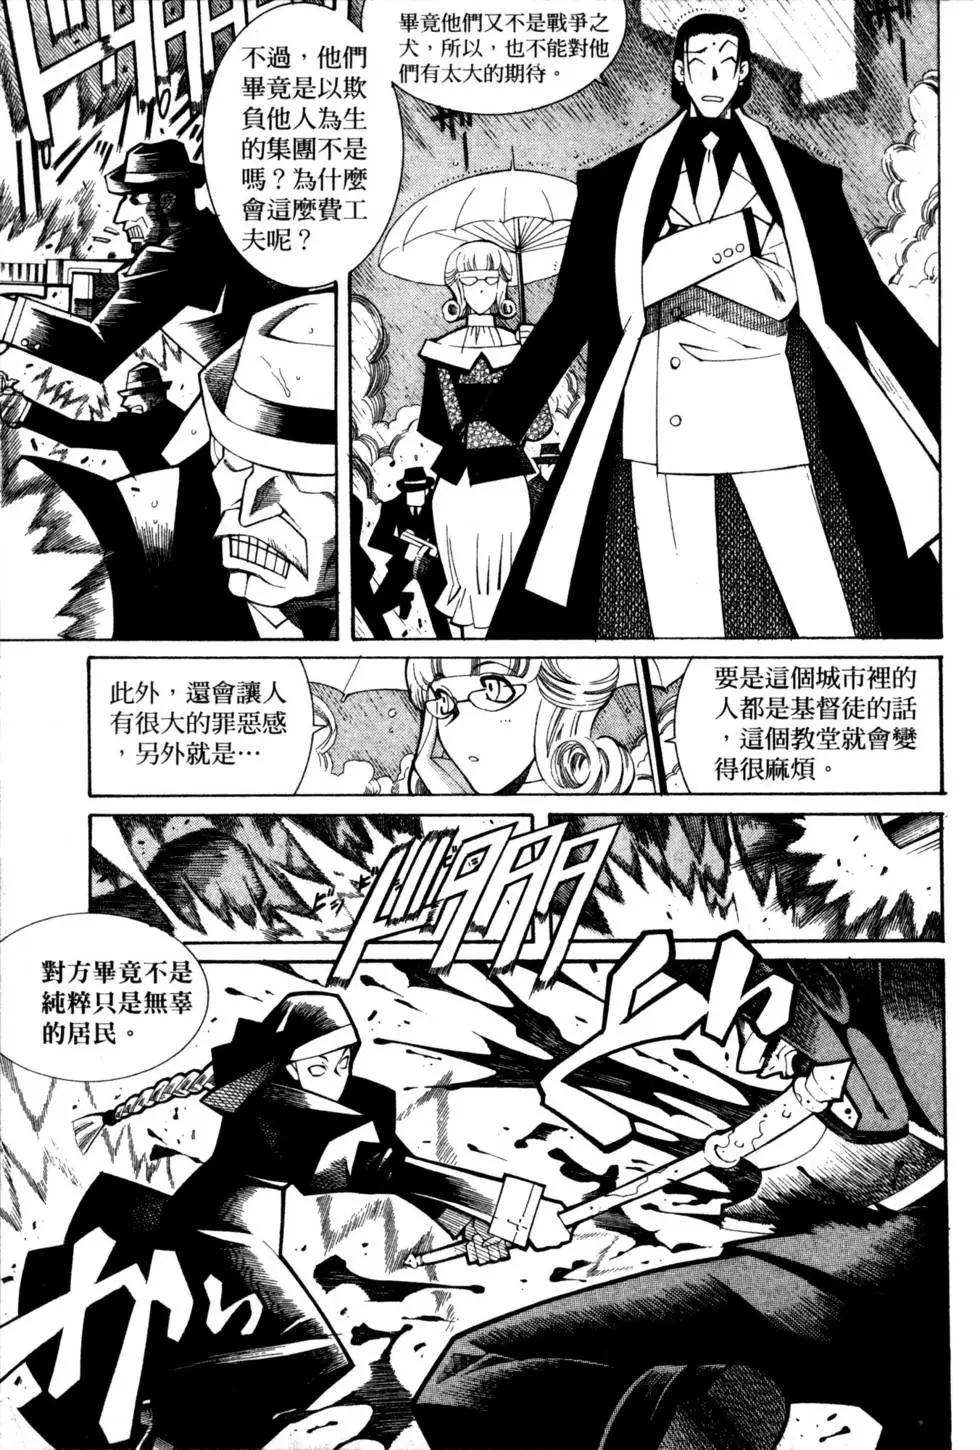 畢竟他們又不是戰爭之
犬，所以，也不能對他
們有太大的期待。
不過，他們
畢竟是以欺
負他人為生
的集團不是
嗎？為什麼
會這麼費工
夫呢？
要是這個城市裡的
人都是基督徒的話
，這個教堂就會變
得很麻煩。
此外，還會讓人
有很大的罪惡感
，另外就是…
對方畢竟不是
純粹只是無辜
的居民。